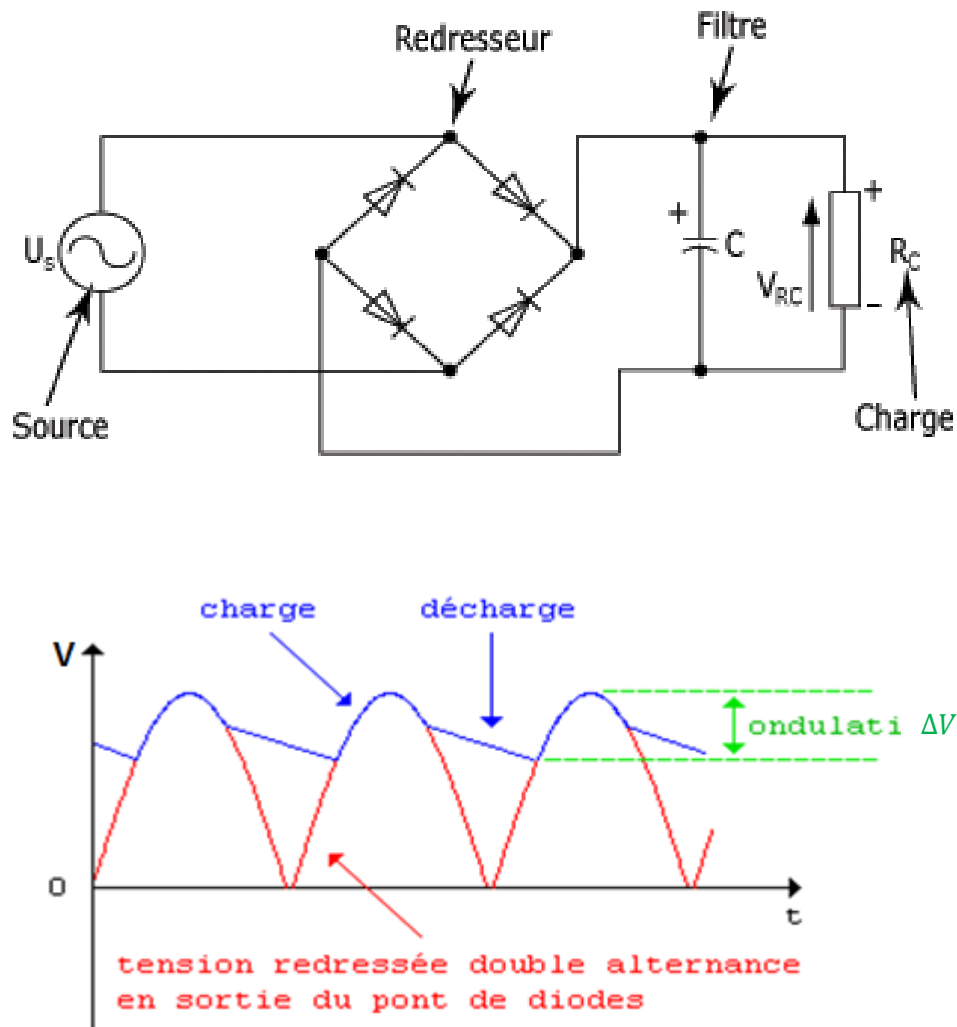 Redresseur
Filtre
Us
+
C
VRC
+
RC
-
Source
Charge
charge
décharge
V
ondulati ΔV
0
t
tension redressée double alternance
en sortie du pont de diodes